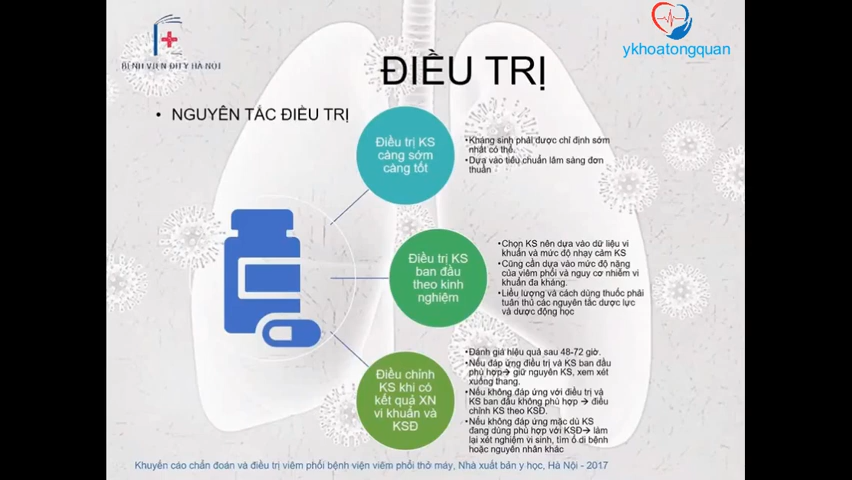 BỆNH VIỆN ĐH Y HÀ NỘI
ykhoatongquan
ĐIỀU TRỊ
• NGUYÊN TẮC ĐIỀU TRỊ
Điều trị KS
càng sớm
càng tốt
•Kháng sinh phải được chỉ định sớm
nhất có thể.
•Dựa vào tiêu chuẩn lâm sàng đơn
thuần
Điều trị KS
ban đầu
theo kinh
nghiệm
•Chọn KS nên dựa vào dữ liệu vi
khuẩn và mức độ nhạy cảm KS
•Cũng cần dựa vào mức độ nặng
của viêm phổi và nguy cơ nhiễm vi
khuẩn đa kháng.
•Liều lượng và cách dùng thuốc phải
tuân thủ các nguyên tắc dược lực
và dược động học
Điều chỉnh
KS khi có
kết quả XN
vi khuẩn và
KSĐ
•Đánh giá hiệu quả sau 48-72 giờ.
•Nếu đáp ứng điều trị và KS ban đầu
phù hợp→ giữ nguyên KS, xem xét
xuống thang.
•Nếu không đáp ứng với điều trị và
KS ban đầu không phù hợp → điều
chỉnh KS theo KSĐ.
•Nếu không đáp ứng mặc dù KS
đang dùng phù hợp với KSĐ→ làm
lại xét nghiệm vi sinh, tìm ổ di bệnh
hoặc nguyên nhân khác
Khuyến cáo chẩn đoán và điều trị viêm phổi bệnh viện viêm phổi thở máy, Nhà xuất bản y học, Hà Nội - 2017